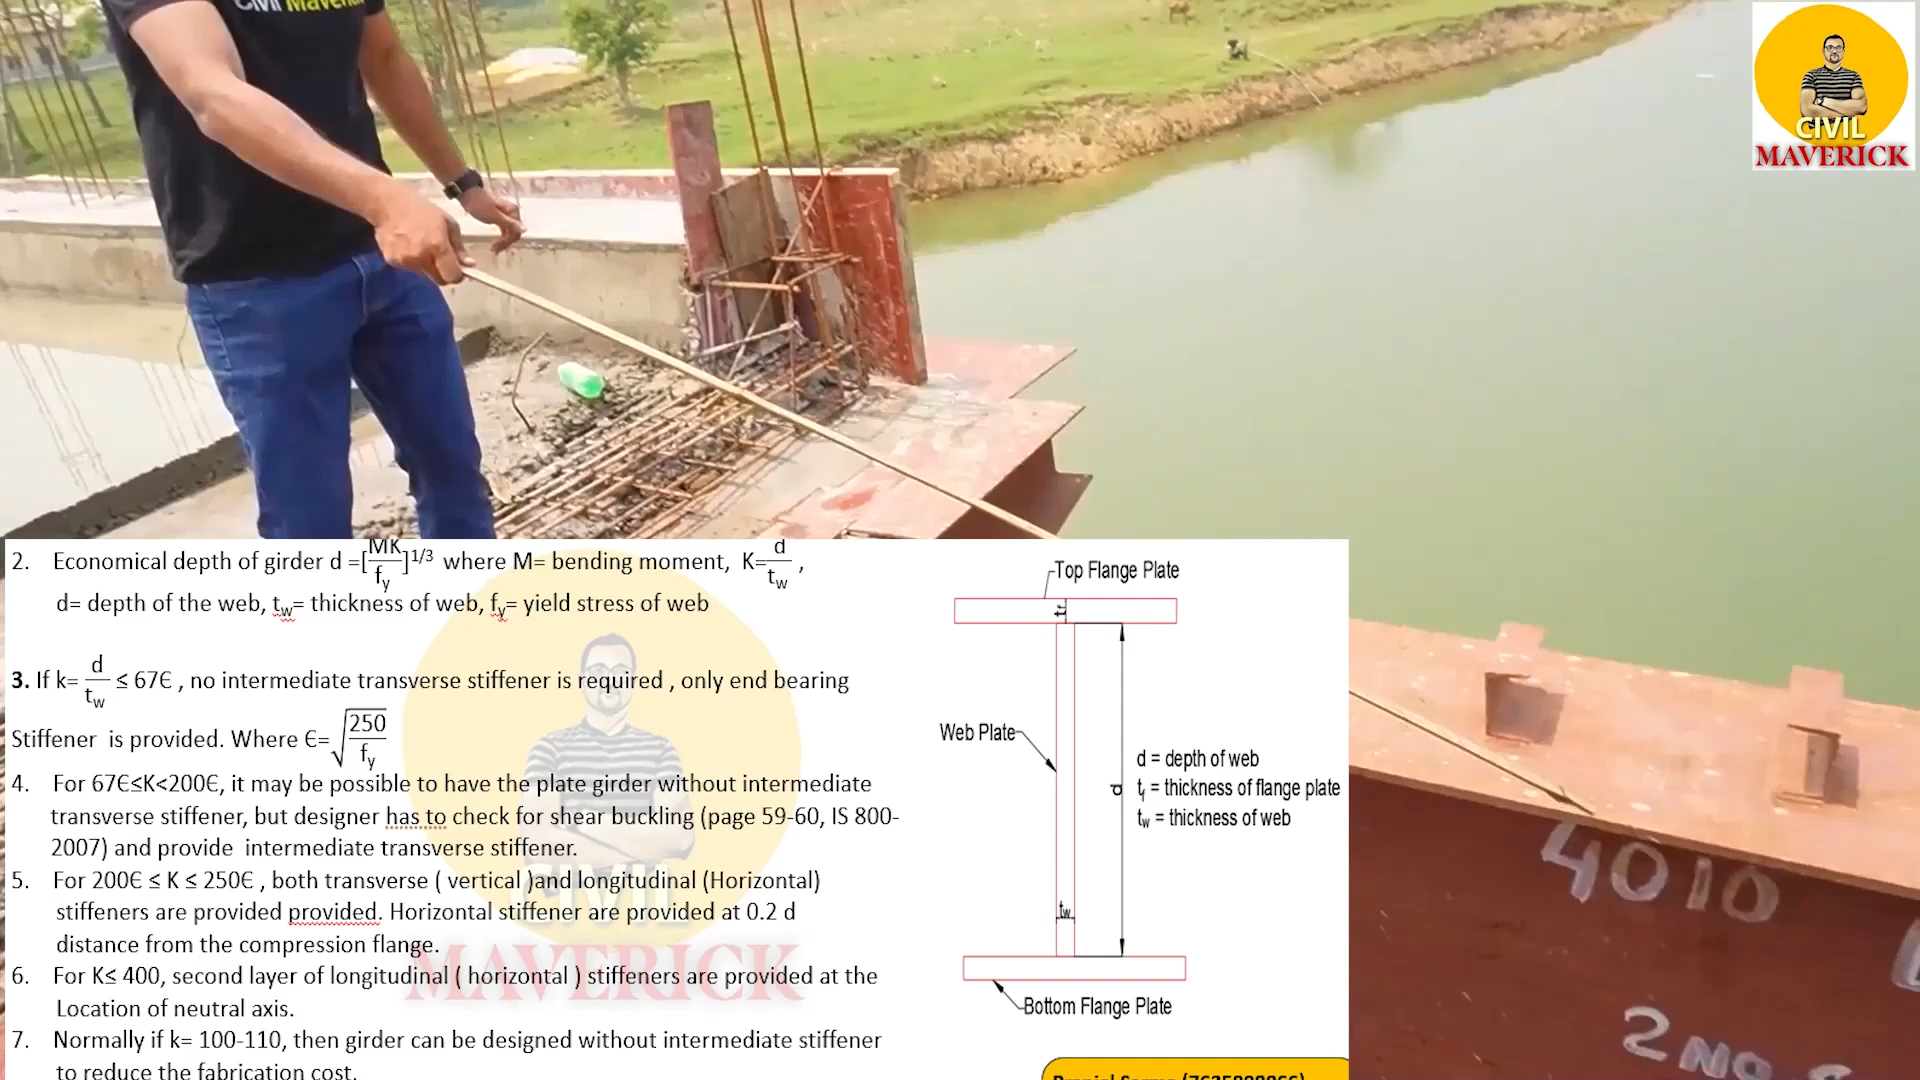 Civil Maverick
CIVIL
MAVERICK
2. Economical depth of girder d =[MK/fy]^1/3 where M= bending moment, K=d/tw ,
d= depth of the web, tw= thickness of web, fy= yield stress of web
3. If k= d/tw ≤ 67Є , no intermediate transverse stiffener is required , only end bearing
Stiffener is provided. Where Є=√250/fy
4. For 67Є≤K<200Є, it may be possible to have the plate girder without intermediate
transverse stiffener, but designer has to check for shear buckling (page 59-60, IS 800-
2007) and provide intermediate transverse stiffener.
5. For 200Є ≤ K ≤ 250Є , both transverse ( vertical )and longitudinal (Horizontal)
stiffeners are provided provided. Horizontal stiffener are provided at 0.2 d
distance from the compression flange.
6. For K≤ 400, second layer of longitudinal ( horizontal ) stiffeners are provided at the
Location of neutral axis.
7. Normally if k= 100-110, then girder can be designed without intermediate stiffener
to reduce the fabrication cost.
CIVIL
MAVERICK
Top Flange Plate
tf
Web Plate
d
d = depth of web
tf = thickness of flange plate
tw = thickness of web
tw
Bottom Flange Plate
4010
2 NO